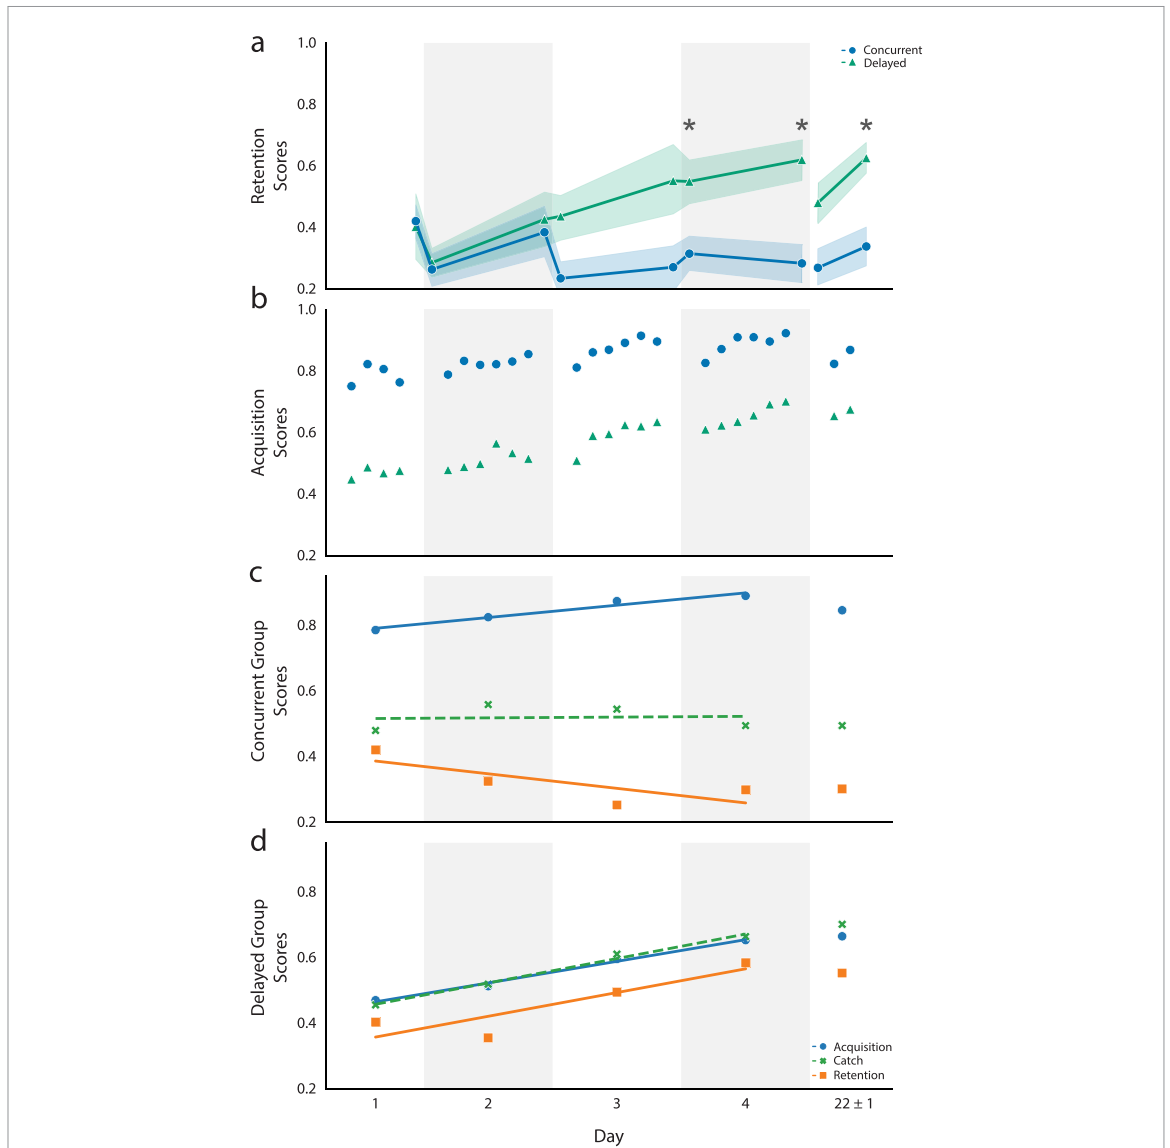 a
1.0
Concurrent
Delayed
0.8
*
*
*
0.6
0.4
0.2
Retention
Scores
b
1.0
0.8
0.6
0.4
0.2
Acquisition
Scores
c
0.8
0.6
0.4
0.2
Concurrent Group
Scores
d
0.8
0.6
0.4
0.2
Delayed Group
Scores
Acquisition
Catch
Retention
1 2 3 4 22 ± 1
Day